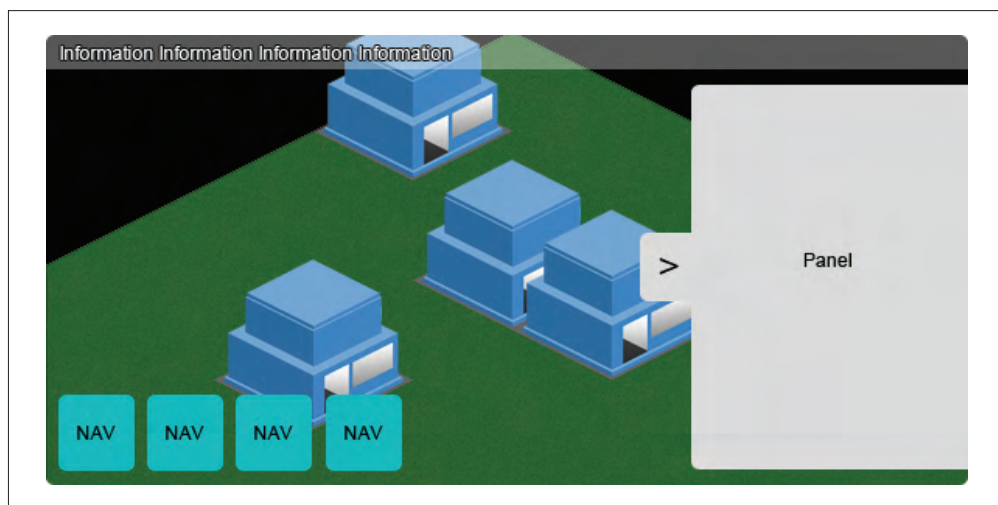 Information Information Information Information
>
Panel
NAV NAV NAV NAV